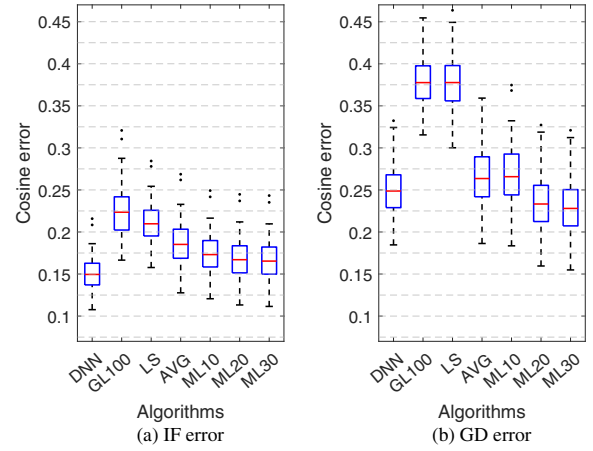 Cosine error
0.45
0.4
0.35
0.3
0.25
0.2
0.15
0.1
DNN
GL100
LS
AVG
ML10
ML20
ML30
Algorithms
(a) IF error
Cosine error
0.45
0.4
0.35
0.3
0.25
0.2
0.15
0.1
DNN
GL100
LS
AVG
ML10
ML20
ML30
Algorithms
(b) GD error